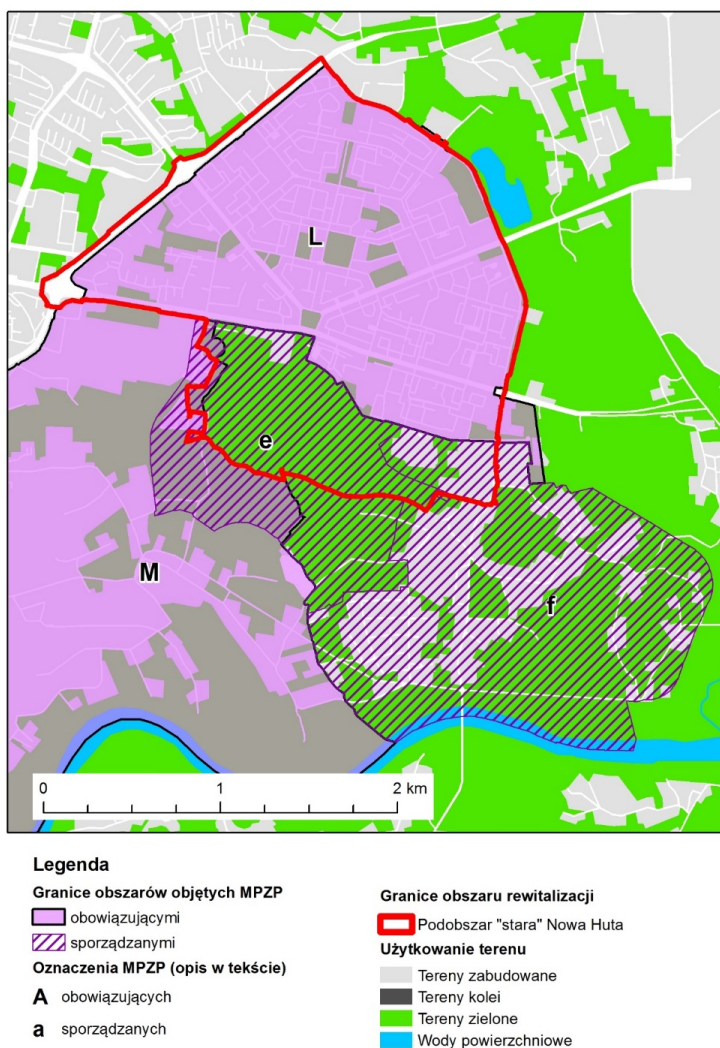 L
e
M
f
0 1 2 km
Legenda
Granice obszarów objętych MPZP
obowiązującymi
sporządzanymi
Oznaczenia MPZP (opis w tekście)
A obowiązujących
a sporządzanych
Granice obszaru rewitalizacji
Podobszar "stara" Nowa Huta
Użytkowanie terenu
Tereny zabudowane
Tereny kolei
Tereny zielone
Wody powierzchniowe